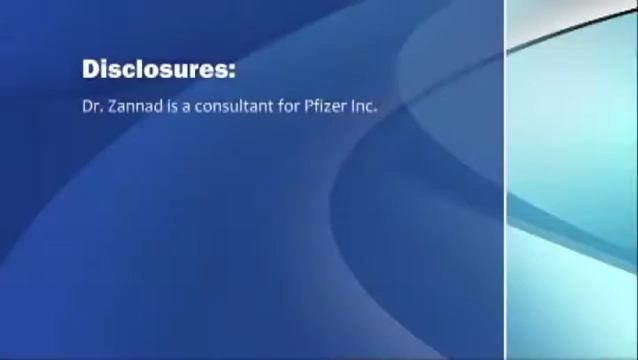 Disclosures:
Dr. Zannad is a consultant for Pfizer Inc.